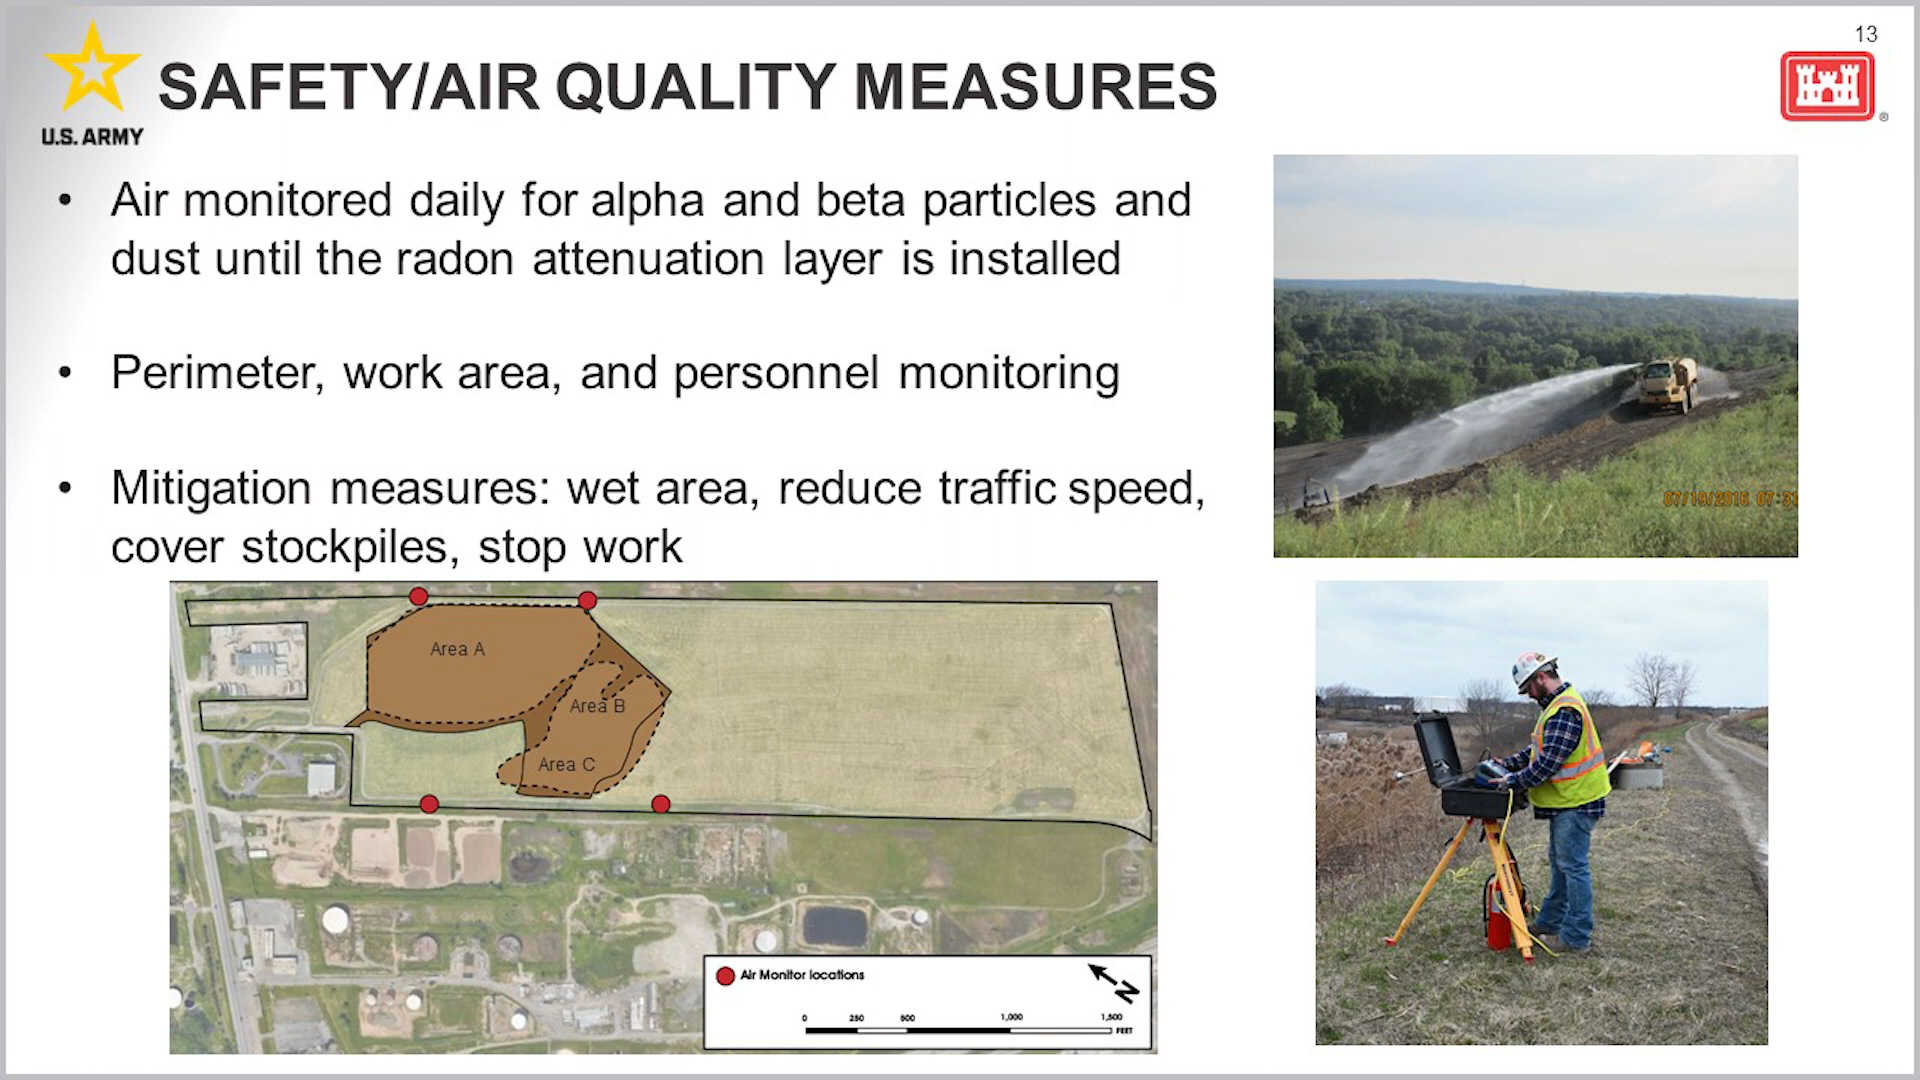 13
SAFETY/AIR QUALITY MEASURES
U.S. ARMY
®
• Air monitored daily for alpha and beta particles and
dust until the radon attenuation layer is installed
• Perimeter, work area, and personnel monitoring
• Mitigation measures: wet area, reduce traffic speed,
cover stockpiles, stop work
Area A
Area B
Area C
Air Monitor locations
N
0 250 500 1,000 1,500
FEET